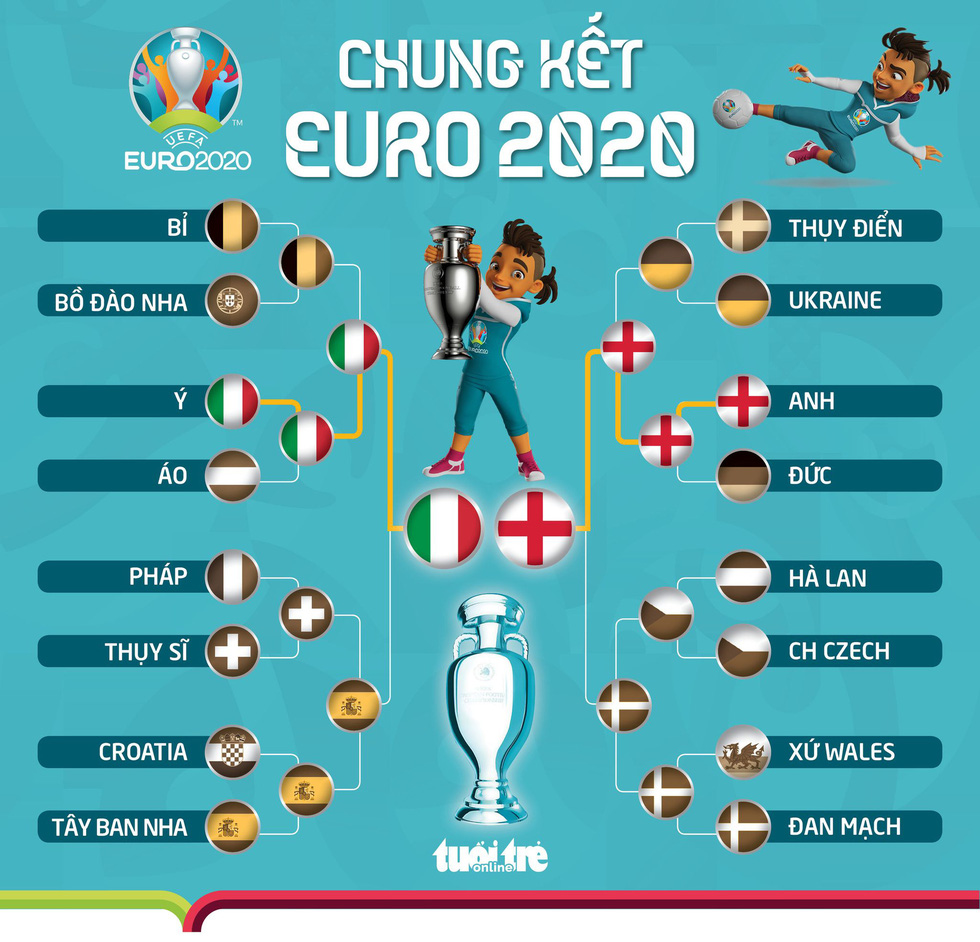 CHUNG KẾT
EURO 2020
UEFA
EURO2020
TM
BỈ
BỒ ĐÀO NHA
Ý
ÁO
PHÁP
THỤY SĨ
CROATIA
TÂY BAN NHA
THỤY ĐIỂN
UKRAINE
ANH
ĐỨC
HÀ LAN
CH CZECH
XỨ WALES
ĐAN MẠCH
tuổi trẻ
online